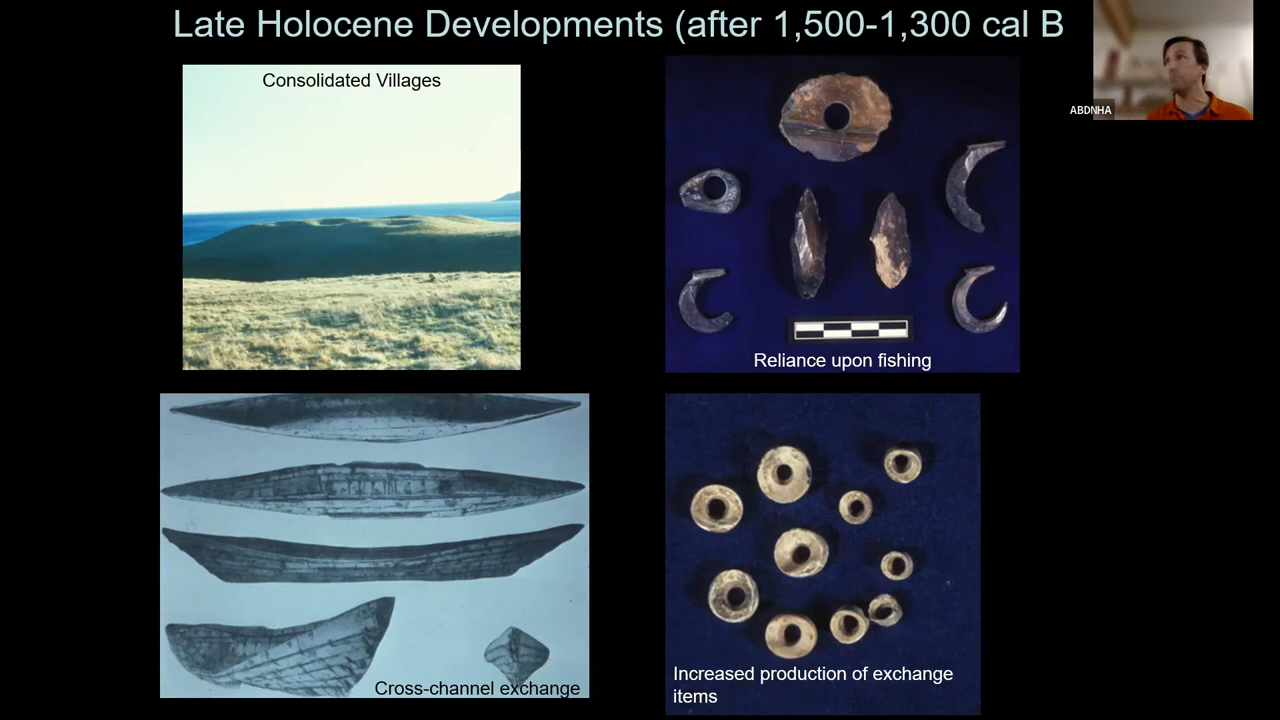 Late Holocene Developments (after 1,500-1,300 cal B
ABDNHA
Consolidated Villages
Reliance upon fishing
Cross-channel exchange
Increased production of exchange
items